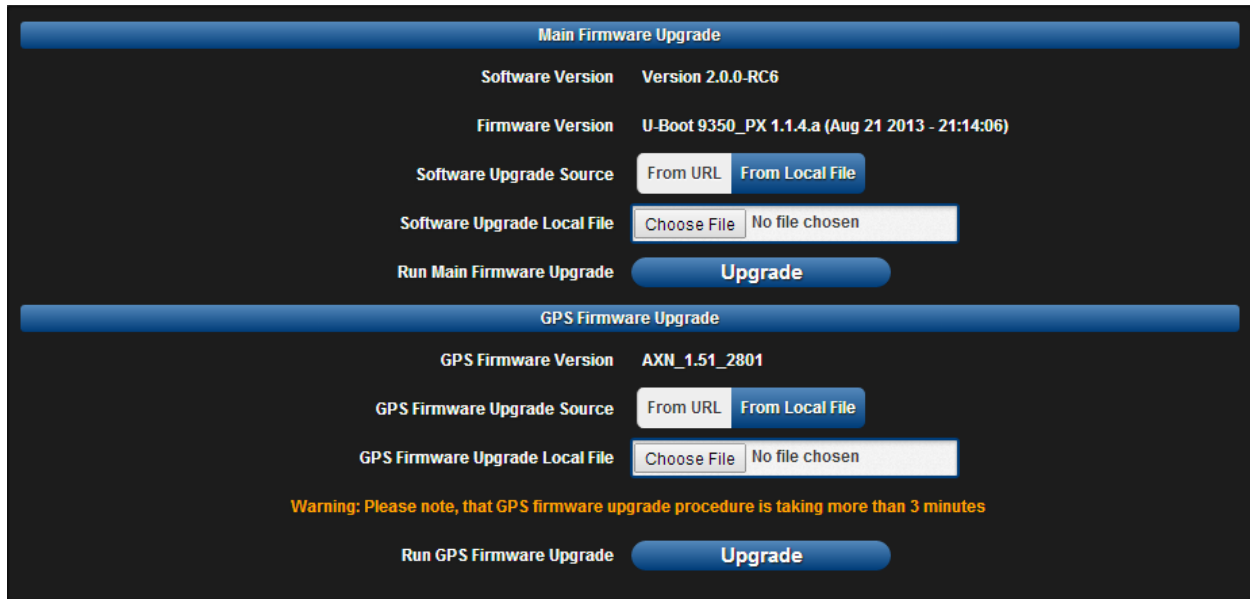 Main Firmware Upgrade
Software Version Version 2.0.0-RC6
Firmware Version U-Boot 9350_PX 1.1.4.a (Aug 21 2013 - 21:14:06)
Software Upgrade Source From URL From Local File
Software Upgrade Local File Choose File No file chosen
Run Main Firmware Upgrade Upgrade
GPS Firmware Upgrade
GPS Firmware Version AXN_1.51_2801
GPS Firmware Upgrade Source From URL From Local File
GPS Firmware Upgrade Local File Choose File No file chosen
Warning: Please note, that GPS firmware upgrade procedure is taking more than 3 minutes
Run GPS Firmware Upgrade Upgrade